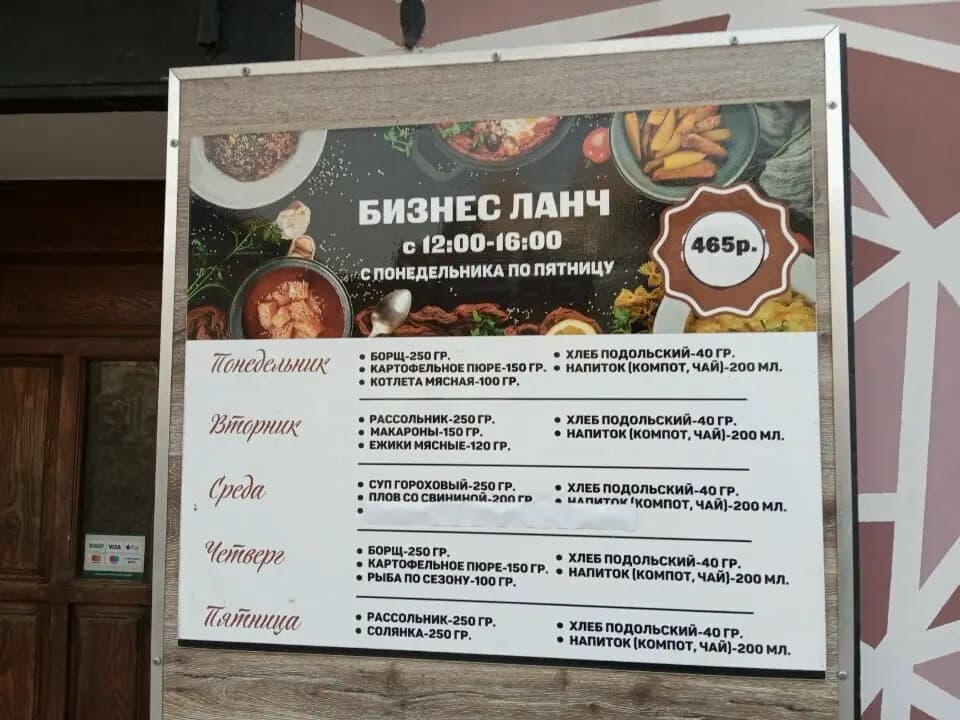 БИЗНЕС ЛАНЧ
с 12:00-16:00
С ПОНЕДЕЛЬНИКА ПО ПЯТНИЦУ
465р.
Понедельник
• БОРЩ-250 ГР.
• КАРТОФЕЛЬНОЕ ПЮРЕ-150 ГР.
• КОТЛЕТА МЯСНАЯ-100 ГР.
• ХЛЕБ ПОДОЛЬСКИЙ-40 ГР.
• НАПИТОК (КОМПОТ, ЧАЙ)-200 МЛ.
Вторник
• РАССОЛЬНИК-250 ГР.
• МАКАРОНЫ-150 ГР.
• ЕЖИКИ МЯСНЫЕ-120 ГР.
• ХЛЕБ ПОДОЛЬСКИЙ-40 ГР.
• НАПИТОК (КОМПОТ, ЧАЙ)-200 МЛ.
Среда
• СУП ГОРОХОВЫЙ-250 ГР.
• ПЛОВ СО СВИНИНОЙ-200 ГР.
•
• ХЛЕБ ПОДОЛЬСКИЙ-40 ГР.
• НАПИТОК (КОМПОТ, ЧАЙ)-200 МЛ.
Четверг
• БОРЩ-250 ГР.
• КАРТОФЕЛЬНОЕ ПЮРЕ-150 ГР.
• РЫБА ПО СЕЗОНУ-100 ГР.
• ХЛЕБ ПОДОЛЬСКИЙ-40 ГР.
• НАПИТОК (КОМПОТ, ЧАЙ)-200 МЛ.
Пятница
• РАССОЛЬНИК-250 ГР.
• СОЛЯНКА-250 ГР.
• ХЛЕБ ПОДОЛЬСКИЙ-40 ГР.
• НАПИТОК (КОМПОТ, ЧАЙ)-200 МЛ.
VISA
Pay